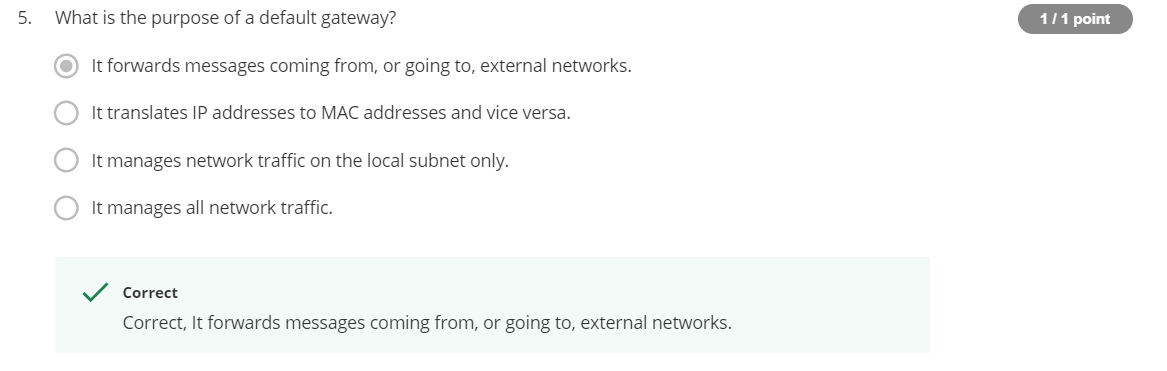 5. What is the purpose of a default gateway?
1 / 1 point
It forwards messages coming from, or going to, external networks.
It translates IP addresses to MAC addresses and vice versa.
It manages network traffic on the local subnet only.
It manages all network traffic.
Correct
Correct, It forwards messages coming from, or going to, external networks.